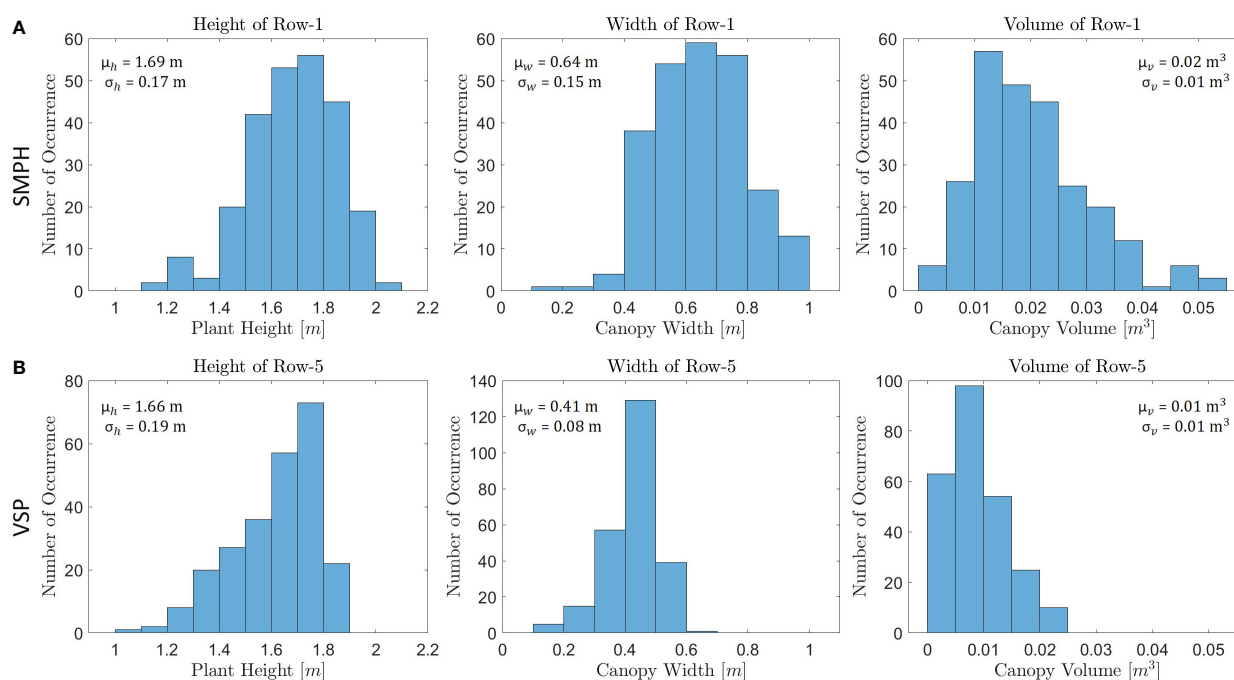 A
SMPH
Height of Row-1
μh = 1.69 m
σh = 0.17 m
Number of Occurrence
60
50
40
30
20
10
0
1 1.2 1.4 1.6 1.8 2 2.2
Plant Height [m]
Width of Row-1
μw = 0.64 m
σw = 0.15 m
Number of Occurrence
60
50
40
30
20
10
0
0 0.2 0.4 0.6 0.8 1
Canopy Width [m]
Volume of Row-1
μv = 0.02 m³
σv = 0.01 m³
Number of Occurrence
60
50
40
30
20
10
0
0 0.01 0.02 0.03 0.04 0.05
Canopy Volume [m³]
B
VSP
Height of Row-5
μh = 1.66 m
σh = 0.19 m
Number of Occurrence
80
60
40
20
0
1 1.2 1.4 1.6 1.8 2 2.2
Plant Height [m]
Width of Row-5
μw = 0.41 m
σw = 0.08 m
Number of Occurrence
140
120
100
80
60
40
20
0
0 0.2 0.4 0.6 0.8 1
Canopy Width [m]
Volume of Row-5
μv = 0.01 m³
σv = 0.01 m³
Number of Occurrence
100
80
60
40
20
0
0 0.01 0.02 0.03 0.04 0.05
Canopy Volume [m³]